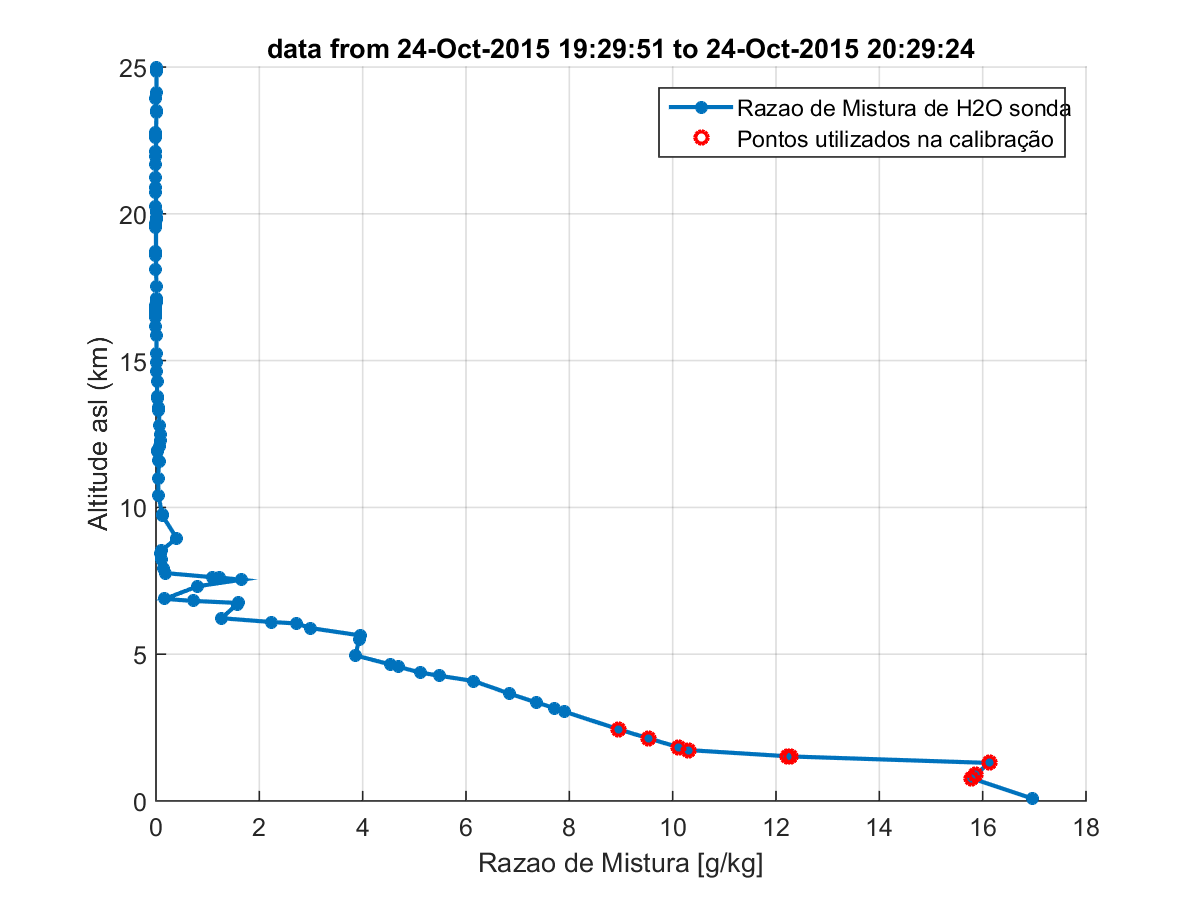 data from 24-Oct-2015 19:29:51 to 24-Oct-2015 20:29:24
Razao de Mistura de H2O sonda
Pontos utilizados na calibração
Altitude asl (km)
25
20
15
10
5
0
0 2 4 6 8 10 12 14 16 18
Razao de Mistura [g/kg]